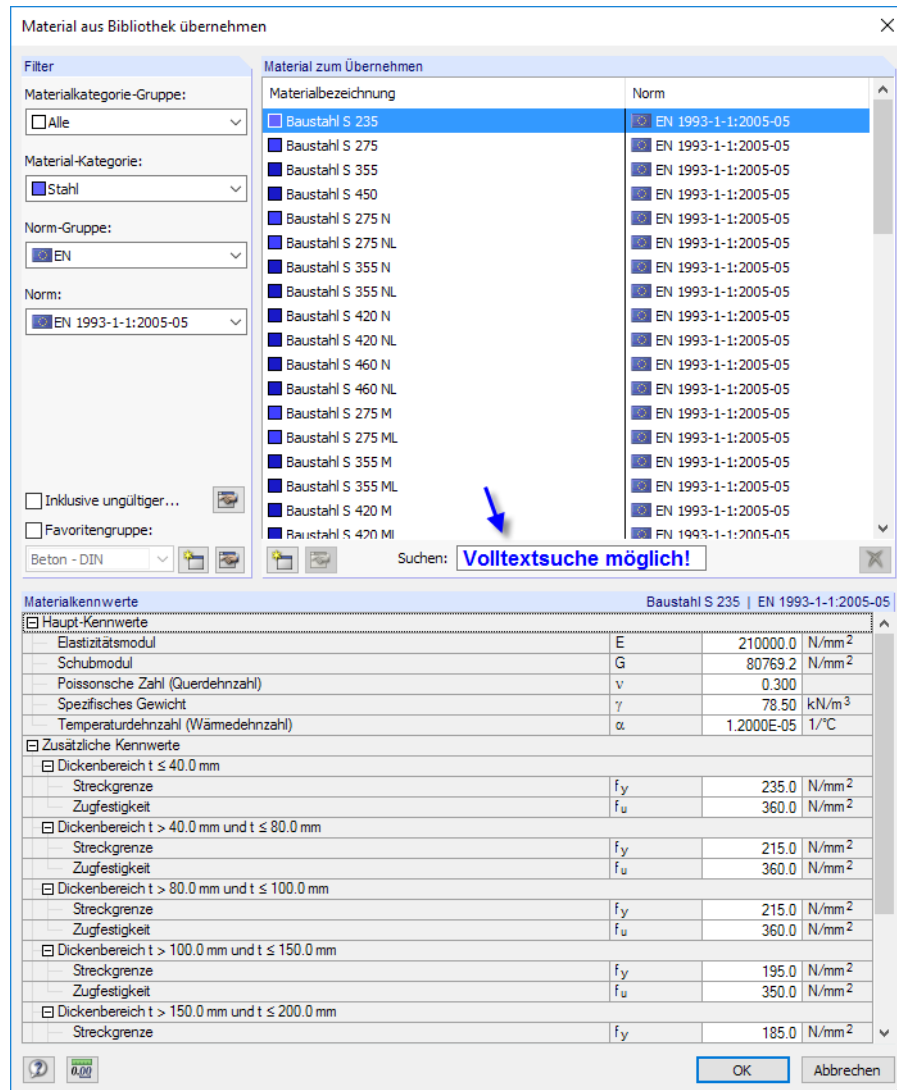 Material aus Bibliothek übernehmen
Filter
Materialkategorie-Gruppe:
Alle
Material-Kategorie:
Stahl
Norm-Gruppe:
EN
Norm:
EN 1993-1-1:2005-05
Inklusive ungültiger...
Favoritengruppe:
Beton - DIN
Material zum Übernehmen
Materialbezeichnung Norm
Baustahl S 235 EN 1993-1-1:2005-05
Baustahl S 275 EN 1993-1-1:2005-05
Baustahl S 355 EN 1993-1-1:2005-05
Baustahl S 450 EN 1993-1-1:2005-05
Baustahl S 275 N EN 1993-1-1:2005-05
Baustahl S 275 NL EN 1993-1-1:2005-05
Baustahl S 355 N EN 1993-1-1:2005-05
Baustahl S 355 NL EN 1993-1-1:2005-05
Baustahl S 420 N EN 1993-1-1:2005-05
Baustahl S 420 NL EN 1993-1-1:2005-05
Baustahl S 460 N EN 1993-1-1:2005-05
Baustahl S 460 NL EN 1993-1-1:2005-05
Baustahl S 275 M EN 1993-1-1:2005-05
Baustahl S 275 ML EN 1993-1-1:2005-05
Baustahl S 355 M EN 1993-1-1:2005-05
Baustahl S 355 ML EN 1993-1-1:2005-05
Baustahl S 420 M EN 1993-1-1:2005-05
Baustahl S 420 ML EN 1993-1-1:2005-05
Suchen: Volltextsuche möglich!
Materialkennwerte Baustahl S 235 | EN 1993-1-1:2005-05
Haupt-Kennwerte
Elastizitätsmodul E 210000.0 N/mm²
Schubmodul G 80769.2 N/mm²
Poissonsche Zahl (Querdehnzahl) ν 0.300
Spezifisches Gewicht γ 78.50 kN/m³
Temperaturdehnzahl (Wärmedehnzahl) α 1.2000E-05 1/°C
Zusätzliche Kennwerte
Dickenbereich t ≤ 40.0 mm
Streckgrenze fy 235.0 N/mm²
Zugfestigkeit fu 360.0 N/mm²
Dickenbereich t > 40.0 mm und t ≤ 80.0 mm
Streckgrenze fy 215.0 N/mm²
Zugfestigkeit fu 360.0 N/mm²
Dickenbereich t > 80.0 mm und t ≤ 100.0 mm
Streckgrenze fy 215.0 N/mm²
Zugfestigkeit fu 360.0 N/mm²
Dickenbereich t > 100.0 mm und t ≤ 150.0 mm
Streckgrenze fy 195.0 N/mm²
Zugfestigkeit fu 350.0 N/mm²
Dickenbereich t > 150.0 mm und t ≤ 200.0 mm
Streckgrenze fy 185.0 N/mm²
0.00
OK Abbrechen